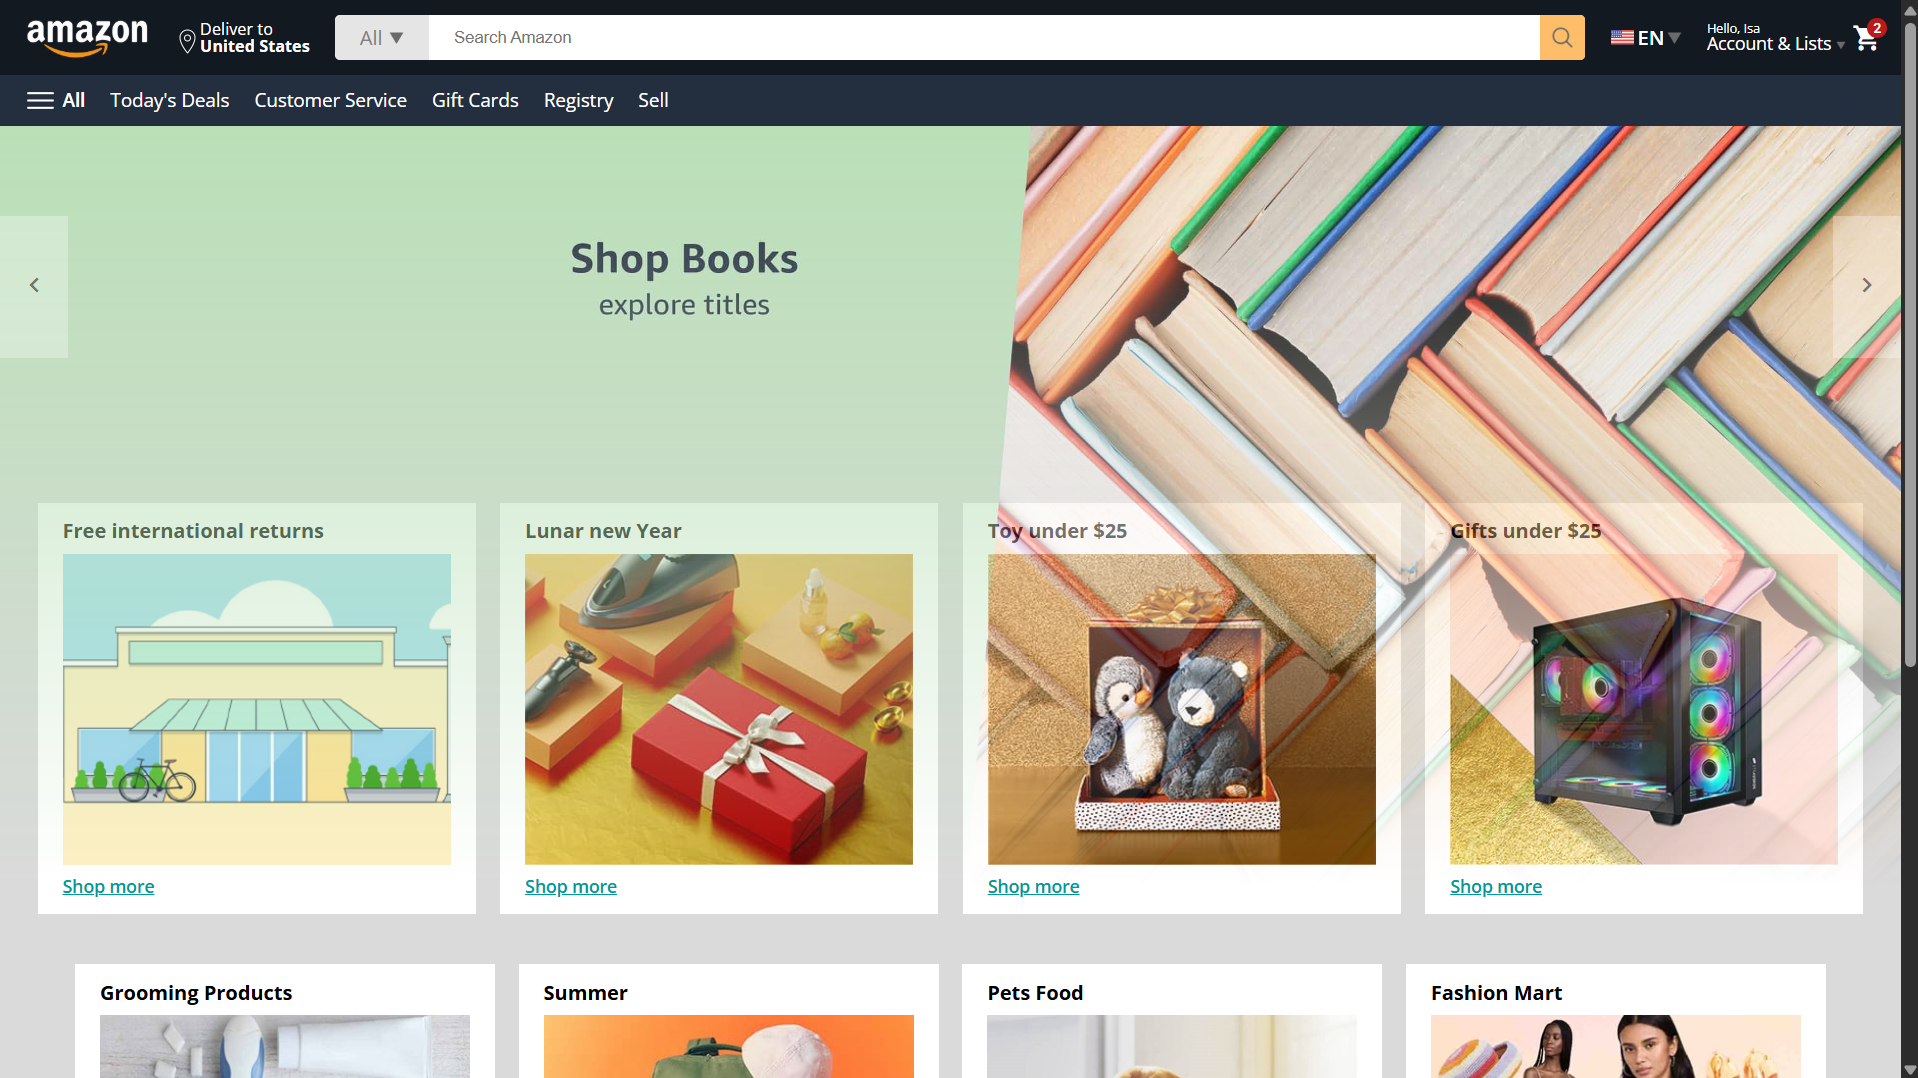 amazon
Deliver to
United States
All
Search Amazon
EN
Hello, Isa
Account & Lists
2
All
Today's Deals
Customer Service
Gift Cards
Registry
Sell
Shop Books
explore titles
Free international returns
Lunar new Year
Toy under $25
Gifts under $25
Shop more
Shop more
Shop more
Shop more
Grooming Products
Summer
Pets Food
Fashion Mart